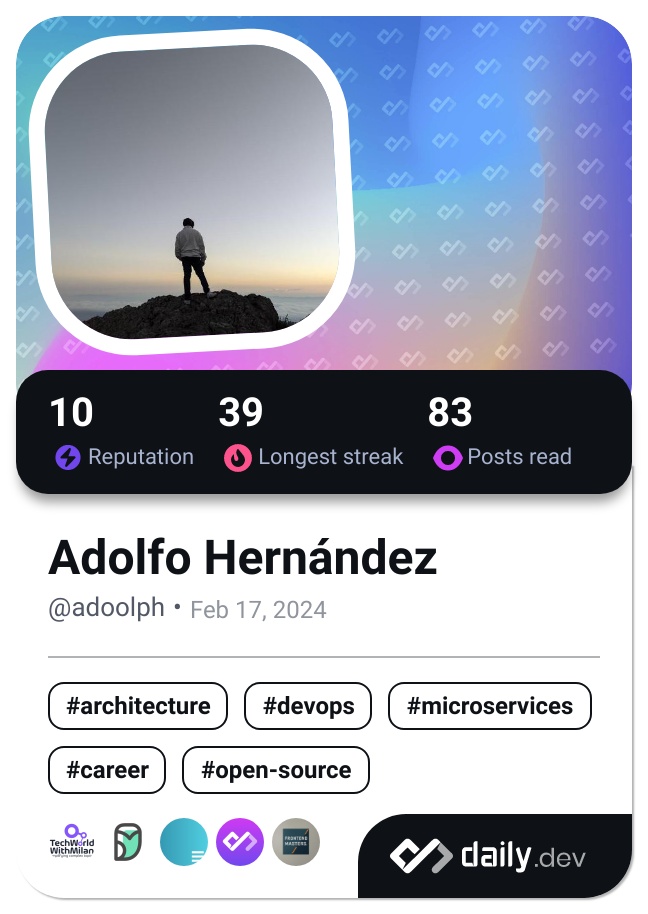 10 39 83
Reputation Longest streak Posts read
Adolfo Hernández
@adoolph • Feb 17, 2024
#architecture #devops #microservices
#career #open-source
TechWorld
WithMilan
FRONTEND
MASTERS
daily.dev